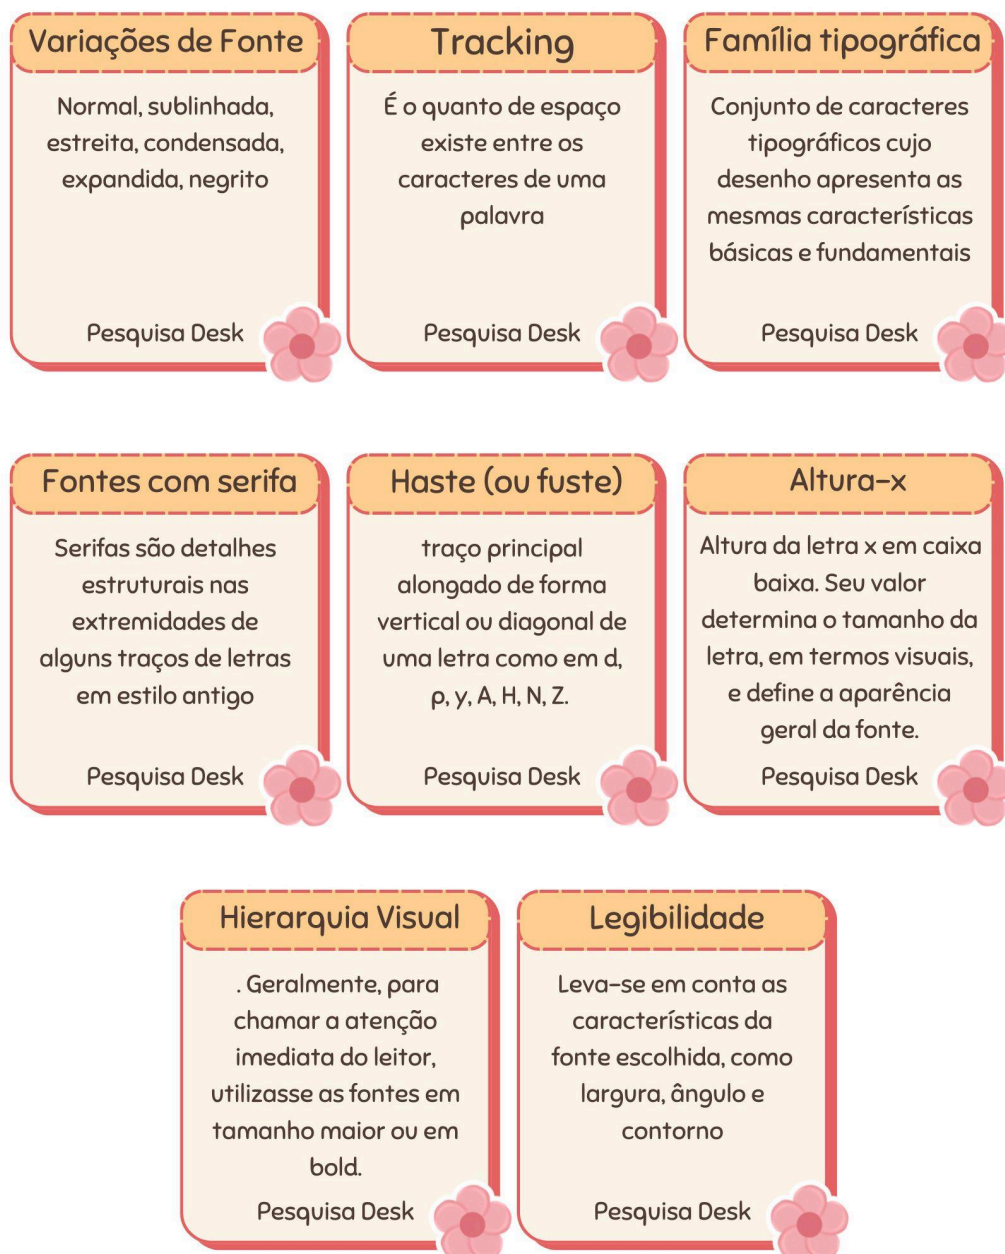 Variações de Fonte
Normal, sublinhada,
estreita, condensada,
expandida, negrito
Pesquisa Desk
Tracking
É o quanto de espaço
existe entre os
caracteres de uma
palavra
Pesquisa Desk
Família tipográfica
Conjunto de caracteres
tipográficos cujo
desenho apresenta as
mesmas características
básicas e fundamentais
Pesquisa Desk
Fontes com serifa
Serifas são detalhes
estruturais nas
extremidades de
alguns traços de letras
em estilo antigo
Pesquisa Desk
Haste (ou fuste)
traço principal
alongado de forma
vertical ou diagonal de
uma letra como em d,
p, y, A, H, N, Z.
Pesquisa Desk
Altura-x
Altura da letra x em caixa
baixa. Seu valor
determina o tamanho da
letra, em termos visuais,
e define a aparência
geral da fonte.
Pesquisa Desk
Hierarquia Visual
. Geralmente, para
chamar a atenção
imediata do leitor,
utilizasse as fontes em
tamanho maior ou em
bold.
Pesquisa Desk
Legibilidade
Leva-se em conta as
características da
fonte escolhida, como
largura, ângulo e
contorno
Pesquisa Desk